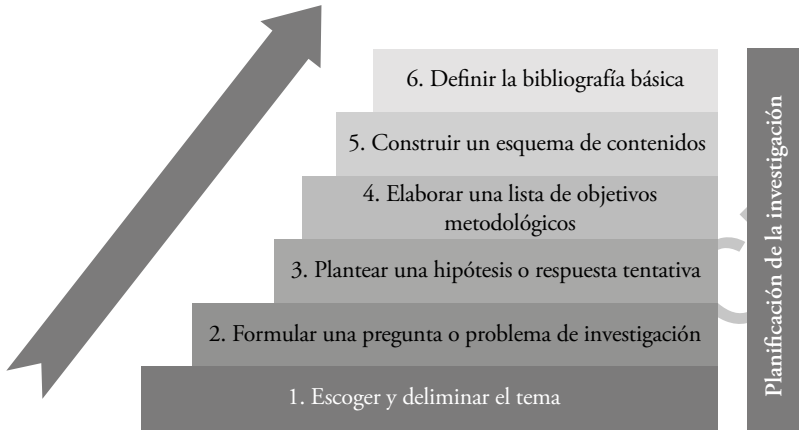 6. Definir la bibliografía básica
5. Construir un esquema de contenidos
4. Elaborar una lista de objetivos
metodológicos
3. Plantear una hipótesis o respuesta tentativa
2. Formular una pregunta o problema de investigación
1. Escoger y deliminar el tema
Planificación de la investigación